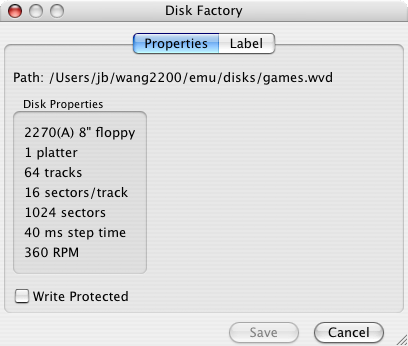 Disk Factory
Properties Label
Path: /Users/jb/wang2200/emu/disks/games.wvd
Disk Properties
2270(A) 8" floppy
1 platter
64 tracks
16 sectors/track
1024 sectors
40 ms step time
360 RPM
Write Protected
Save Cancel